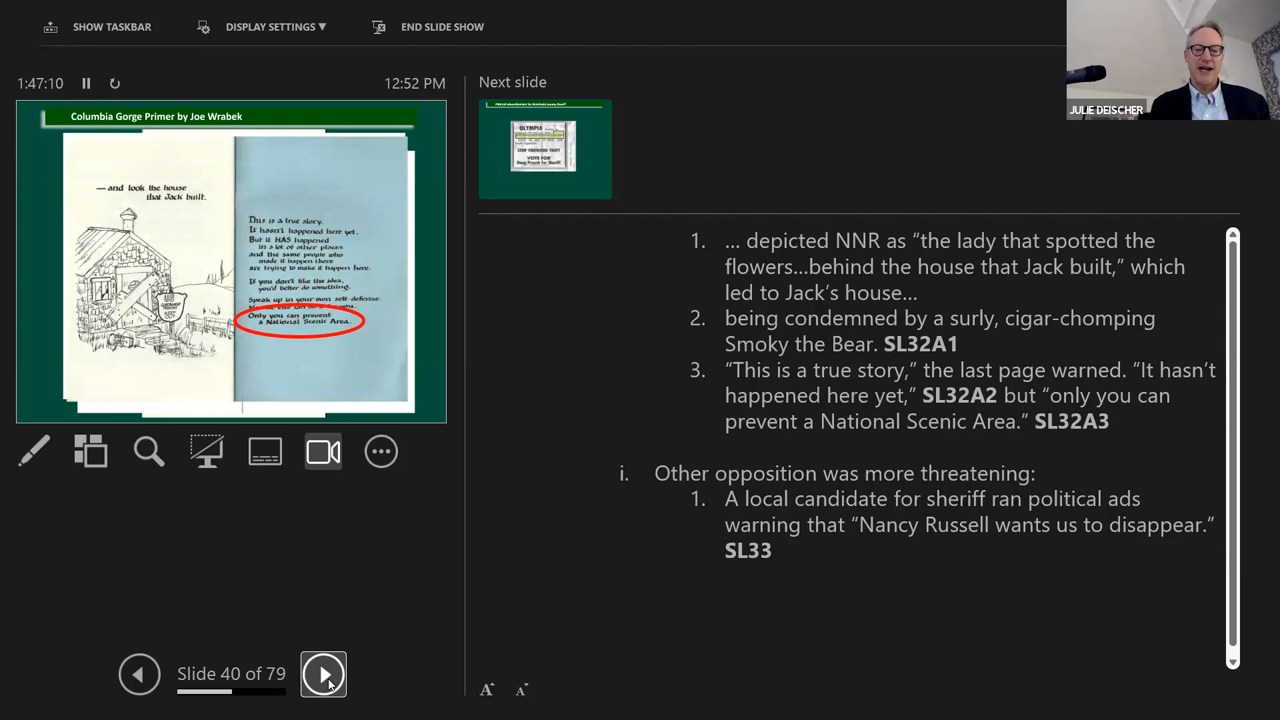 SHOW TASKBAR
DISPLAY SETTINGS ▼
END SLIDE SHOW
JULIE DEISCHER
1:47:10
12:52 PM
Next slide
Columbia Gorge Primer by Joe Wrabek
— and look the house
that Jack built.
This is a true story.
It hasn't happened here yet,
But it HAS happened
in a lot of other places
and the same people who
made it happen there
are trying to make it happen here.
If you don't like the idea,
you'd better do something.
Speak up in your own self-defense.
Only you can prevent
a National Scenic Area.
OLYMPIA
STOP FIREWOOD THEFT
VOTE FOR
for Sheriff
1. ... depicted NNR as “the lady that spotted the
flowers...behind the house that Jack built,” which
led to Jack’s house...
2. being condemned by a surly, cigar-chomping
Smoky the Bear. SL32A1
3. “This is a true story,” the last page warned. “It hasn’t
happened here yet,” SL32A2 but “only you can
prevent a National Scenic Area.” SL32A3
i. Other opposition was more threatening:
1. A local candidate for sheriff ran political ads
warning that “Nancy Russell wants us to disappear.”
SL33
Slide 40 of 79
A A